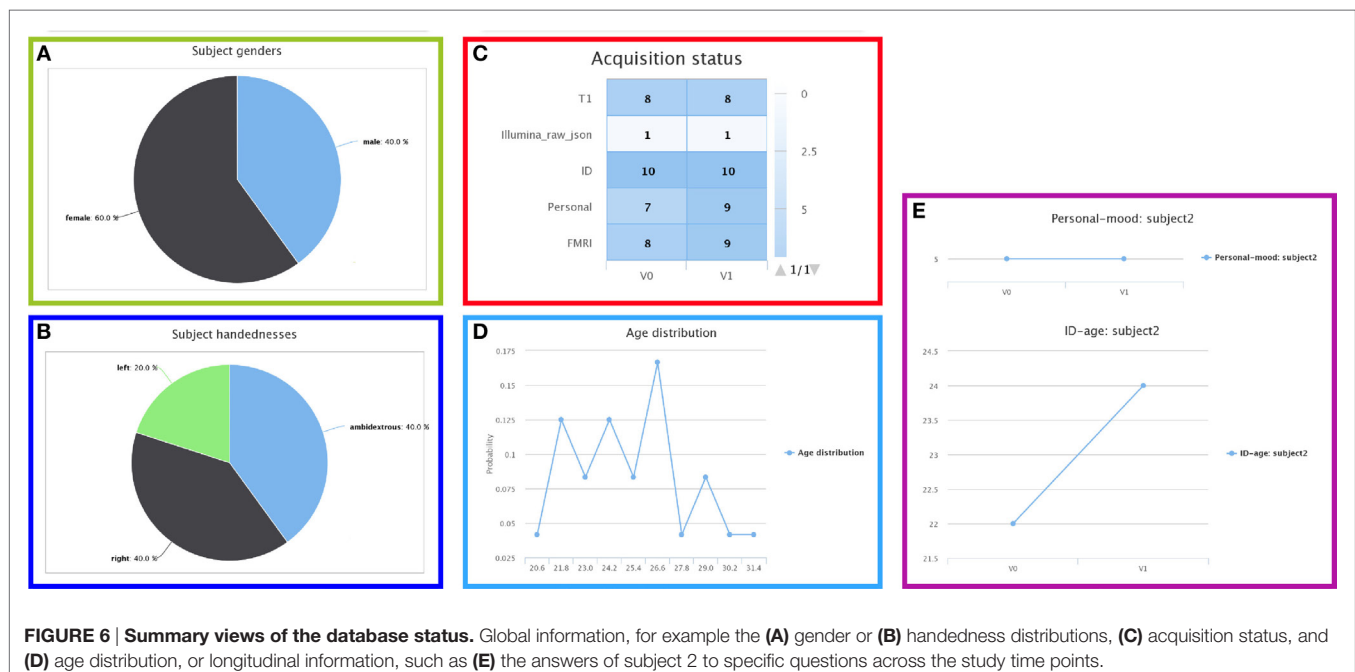 A
Subject genders
male: 40.0 %
female: 60.0 %
B
Subject handednesses
left: 20.0 %
ambidextrous: 40.0 %
right: 40.0 %
C
Acquisition status
T1 8 8
Illumina_raw_json 1 1
ID 10 10
Personal 7 9
FMRI 8 9
V0 V1
0
2.5
5
1/1
D
Age distribution
Probability
0.175
0.15
0.125
0.1
0.075
0.05
0.025
20.6 21.8 23.0 24.2 25.4 26.6 27.8 29.0 30.2 31.4
Age distribution
E
Personal-mood: subject2
5
V0 V1
Personal-mood: subject2
ID-age: subject2
24.5
24
23.5
23
22.5
22
21.5
V0 V1
ID-age: subject2
FIGURE 6 | Summary views of the database status. Global information, for example the (A) gender or (B) handedness distributions, (C) acquisition status, and
(D) age distribution, or longitudinal information, such as (E) the answers of subject 2 to specific questions across the study time points.